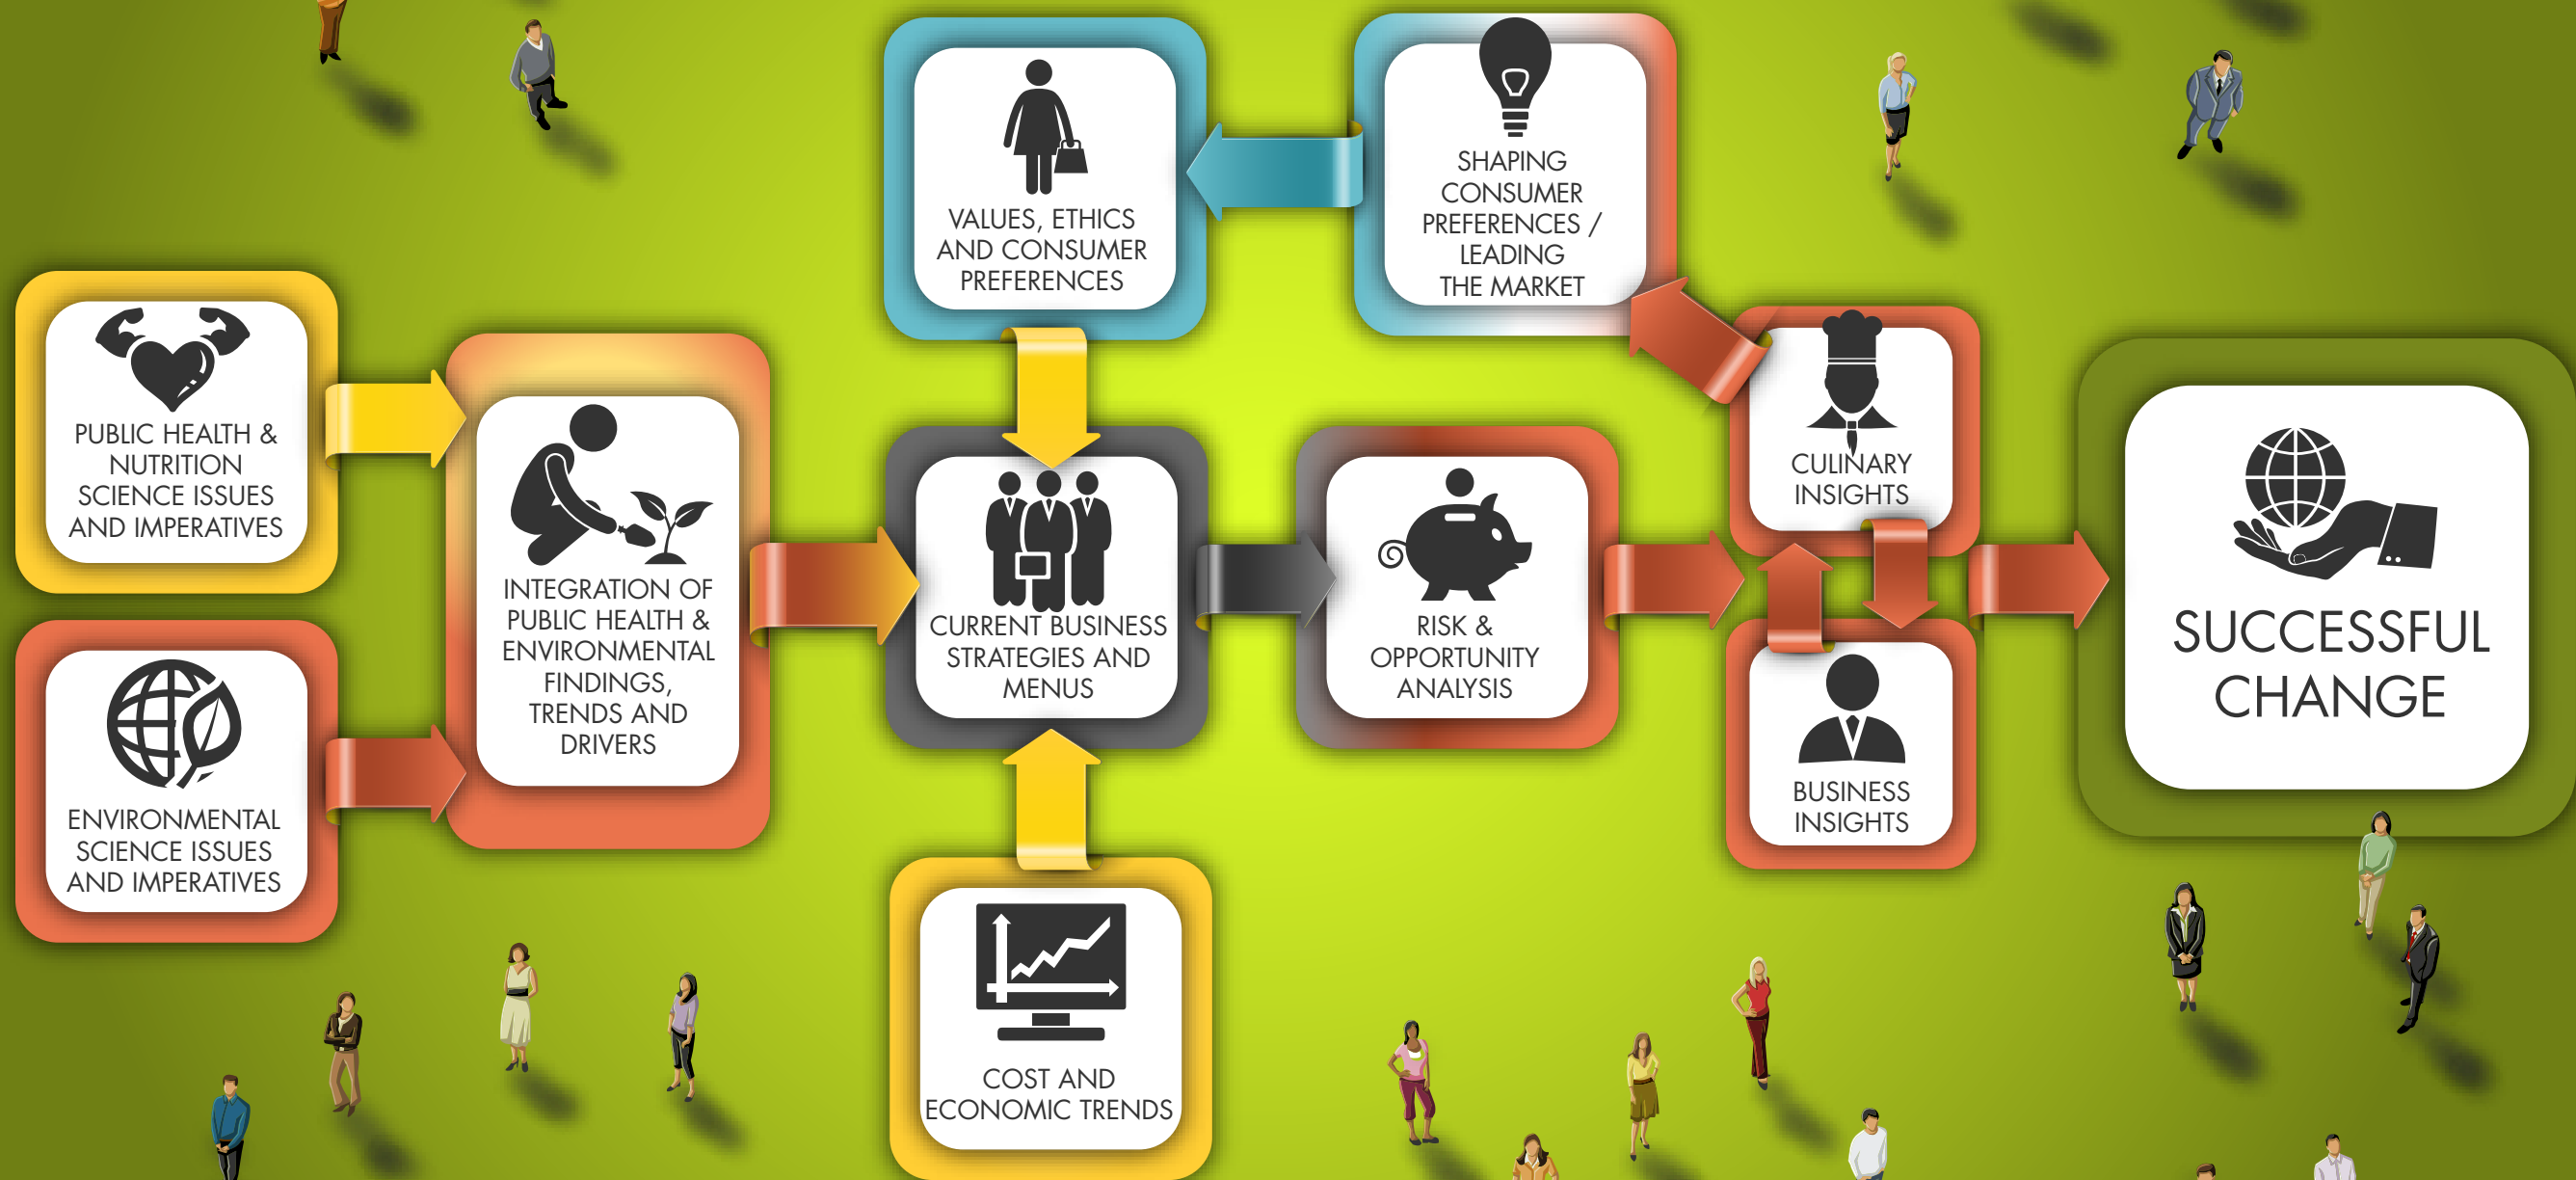 PUBLIC HEALTH &
NUTRITION
SCIENCE ISSUES
AND IMPERATIVES
ENVIRONMENTAL
SCIENCE ISSUES
AND IMPERATIVES
INTEGRATION OF
PUBLIC HEALTH &
ENVIRONMENTAL
FINDINGS,
TRENDS AND
DRIVERS
VALUES, ETHICS
AND CONSUMER
PREFERENCES
CURRENT BUSINESS
STRATEGIES AND
MENUS
COST AND
ECONOMIC TRENDS
SHAPING
CONSUMER
PREFERENCES /
LEADING
THE MARKET
RISK &
OPPORTUNITY
ANALYSIS
CULINARY
INSIGHTS
BUSINESS
INSIGHTS
SUCCESSFUL
CHANGE